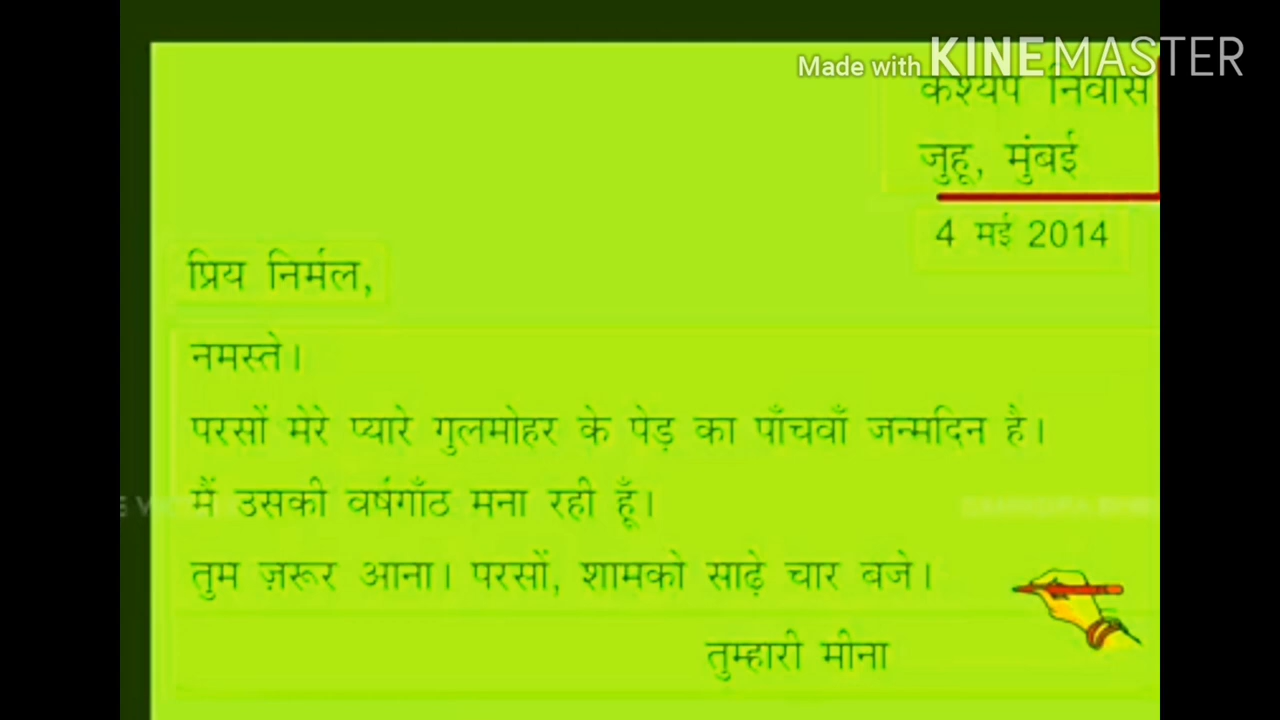 Made with KINEMASTER
कश्यप निवास
जुहू, मुंबई
4 मई 2014
प्रिय निर्मल,
नमस्ते।
परसों मेरे प्यारे गुलमोहर के पेड़ का पाँचवाँ जन्मदिन है।
मैं उसकी वर्षगाँठ मना रही हूँ।
तुम ज़रूर आना। परसों, शामको साढ़े चार बजे।
तुम्हारी मीना